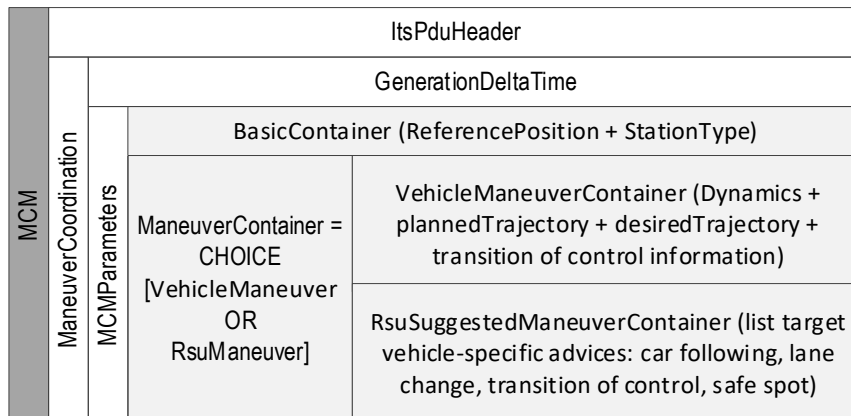 MCM
ManeuverCoordination
MCMParameters
ItsPduHeader
GenerationDeltaTime
BasicContainer (ReferencePosition + StationType)
ManeuverContainer =
CHOICE
[VehicleManeuver
OR
RsuManeuver]
VehicleManeuverContainer (Dynamics +
plannedTrajectory + desiredTrajectory +
transition of control information)
RsuSuggestedManeuverContainer (list target
vehicle-specific advices: car following, lane
change, transition of control, safe spot)